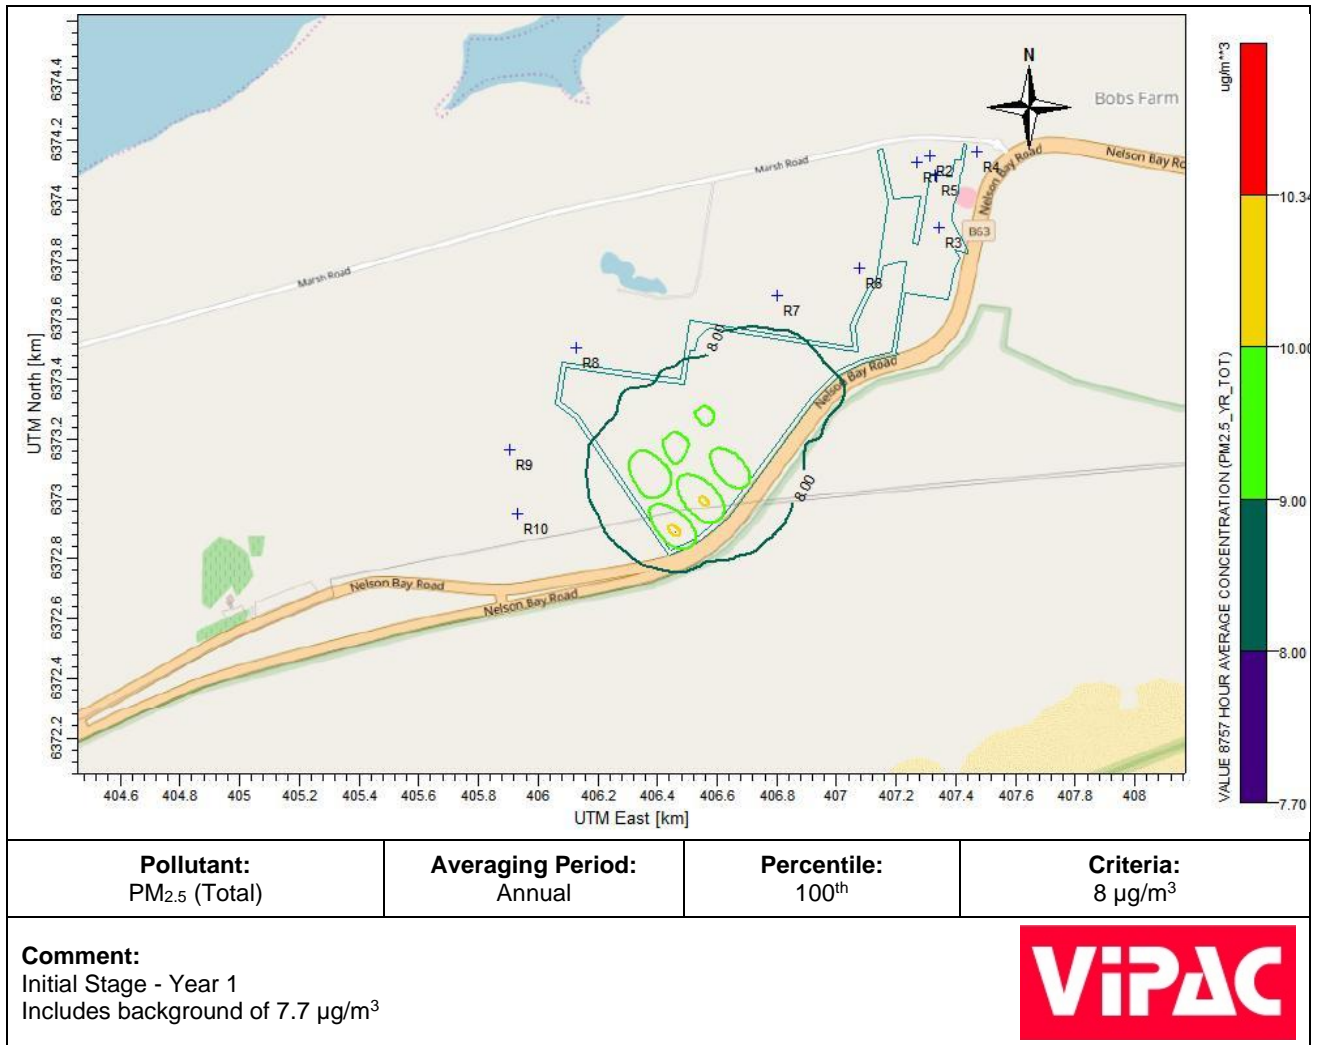 N
Bobs Farm
Marsh Road
Nelson Bay Road
Nelson Bay Ro
R1
R2
R4
R5
B63
R3
R6
R7
R8
R9
R10
Marsh Road
Nelson Bay Road
Nelson Bay Road
Nelson Bay Road
8.00
8.00
6374.4
6374.2
6374
6373.8
6373.6
6373.4
6373.2
6373
6372.8
6372.6
6372.4
6372.2
UTM North [km]
404.6 404.8 405 405.2 405.4 405.6 405.8 406 406.2 406.4 406.6 406.8 407 407.2 407.4 407.6 407.8 408
UTM East [km]
ug/m**3
VALUE 8757 HOUR AVERAGE CONCENTRATION (PM2.5_YR_TOT)
10.34
10.00
9.00
8.00
7.70
Pollutant:
PM2.5 (Total)
Averaging Period:
Annual
Percentile:
100th
Criteria:
8 µg/m3
Comment:
Initial Stage - Year 1
Includes background of 7.7 µg/m3
ViPAC